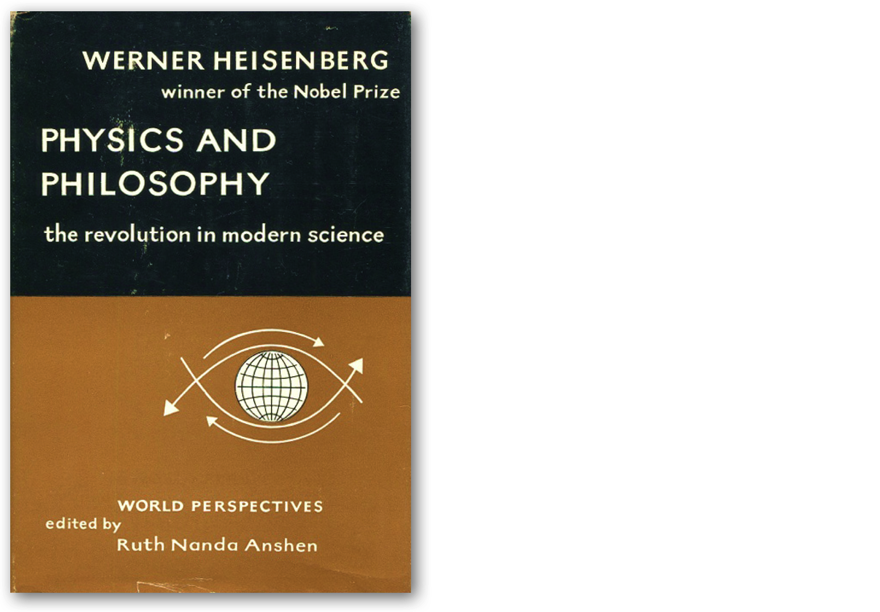 WERNER HEISENBERG
winner of the Nobel Prize
PHYSICS AND
PHILOSOPHY
the revolution in modern science
WORLD PERSPECTIVES
edited by
Ruth Nanda Anshen